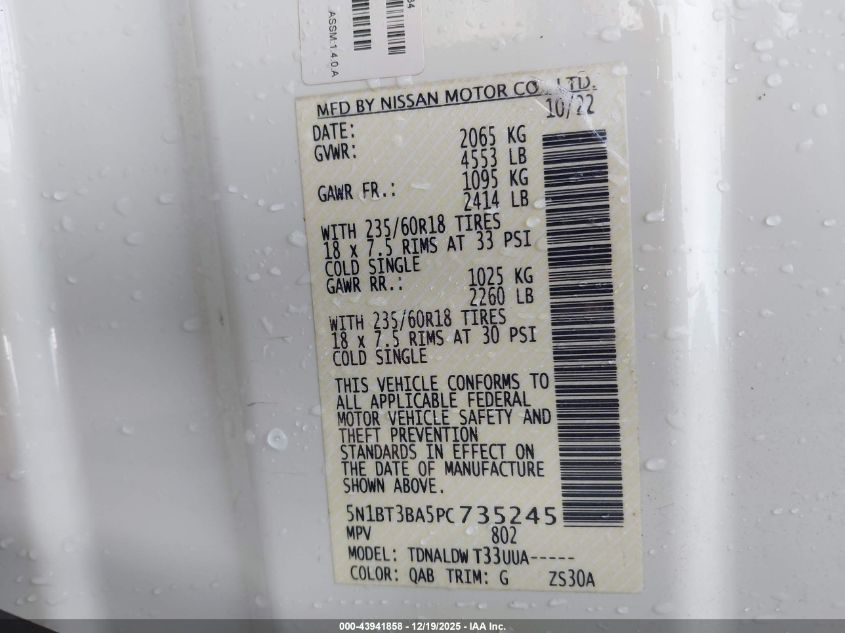 ASSM:1.4.0.A
MFD BY NISSAN MOTOR CO., LTD.
DATE: 10/22
GVWR: 2065 KG
4553 LB
GAWR FR.: 1095 KG
2414 LB
WITH 235/60R18 TIRES
18 x 7.5 RIMS AT 33 PSI
COLD SINGLE
GAWR RR.: 1025 KG
2260 LB
WITH 235/60R18 TIRES
18 x 7.5 RIMS AT 30 PSI
COLD SINGLE
THIS VEHICLE CONFORMS TO
ALL APPLICABLE FEDERAL
MOTOR VEHICLE SAFETY AND
THEFT PREVENTION
STANDARDS IN EFFECT ON
THE DATE OF MANUFACTURE
SHOWN ABOVE.
5N1BT3BA5PC735245
MPV 802
MODEL: TDNALDW T33UUA-----
COLOR: QAB TRIM: G ZS30A
000-43941858 - 12/19/2025 - IAA Inc.